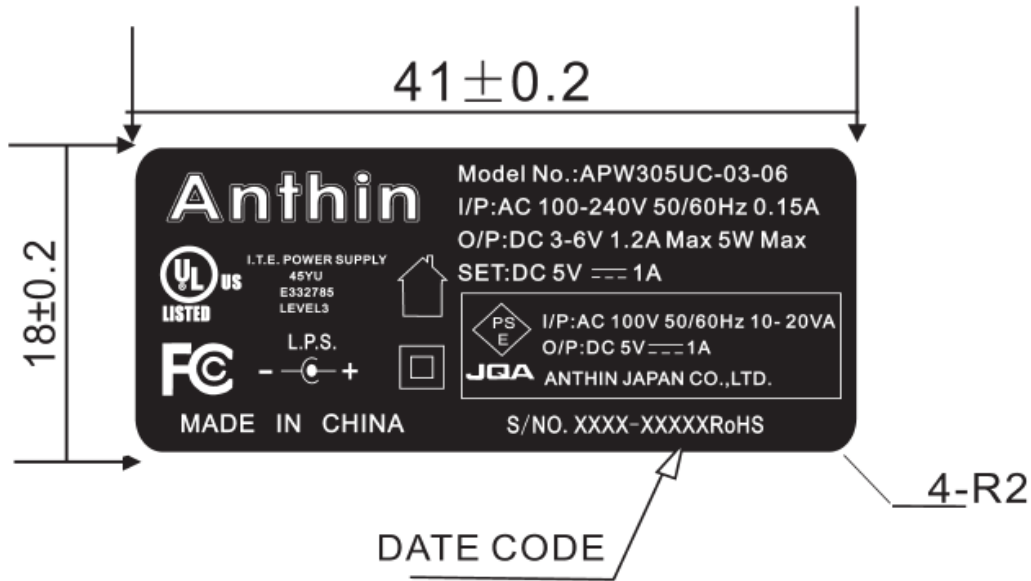 41±0.2
18±0.2
Anthin
Model No.:APW305UC-03-06
I/P:AC 100-240V 50/60Hz 0.15A
O/P:DC 3-6V 1.2A Max 5W Max
SET:DC 5V ⎓ 1A
UL US
LISTED
I.T.E. POWER SUPPLY
45YU
E332785
LEVEL3
FC
L.P.S.
- +
PS
E
JQA
I/P:AC 100V 50/60Hz 10-20VA
O/P:DC 5V⎓1A
ANTHIN JAPAN CO.,LTD.
MADE IN CHINA
S/NO. XXXX-XXXXXRoHS
4-R2
DATE CODE